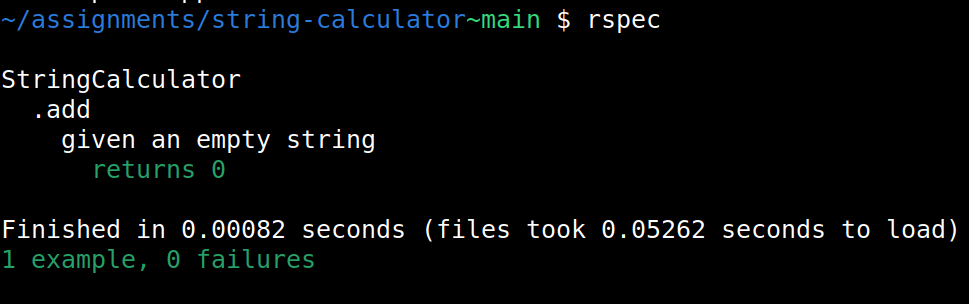 ~/assignments/string-calculator~main $ rspec
StringCalculator
.add
given an empty string
returns 0
Finished in 0.00082 seconds (files took 0.05262 seconds to load)
1 example, 0 failures